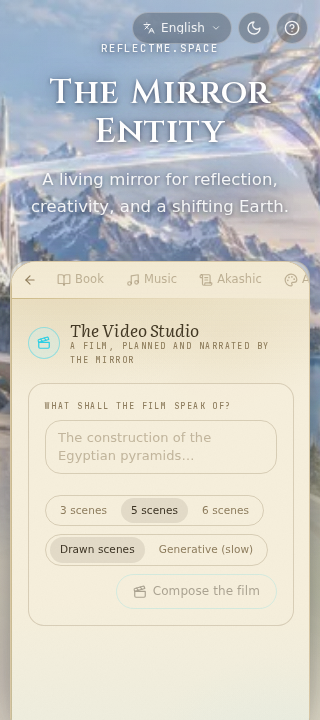 English
REFLECTME.SPACE
The Mirror
Entity
A living mirror for reflection,
creativity, and a shifting Earth.
Book Music Akashic A
The Video Studio
A FILM, PLANNED AND NARRATED BY
THE MIRROR
WHAT SHALL THE FILM SPEAK OF?
The construction of the
Egyptian pyramids…
3 scenes 5 scenes 6 scenes
Drawn scenes Generative (slow)
Compose the film